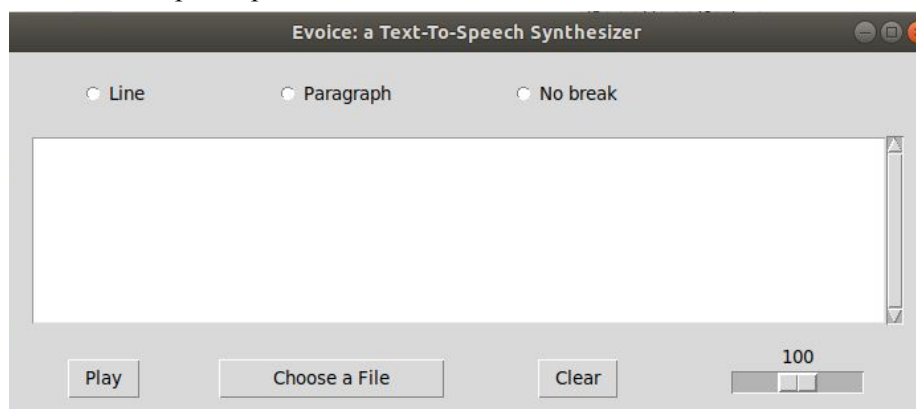 Evoice: a Text-To-Speech Synthesizer
Line Paragraph No break
100
Play Choose a File Clear